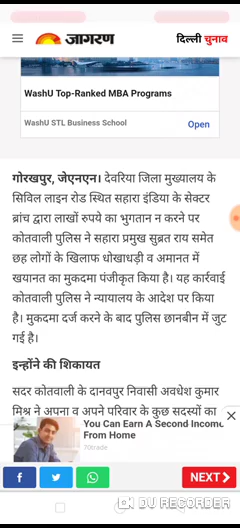 जागरण
दिल्ली चुनाव
WashU Top-Ranked MBA Programs
WashU STL Business School
Open
गोरखपुर, जेएनएन। देवरिया जिला मुख्यालय के
सिविल लाइन रोड स्थित सहारा इंडिया के सेक्टर
ब्रांच द्वारा लाखों रुपये का भुगतान न करने पर
कोतवाली पुलिस ने सहारा प्रमुख सुब्रत राय समेत
छह लोगों के खिलाफ धोखाधड़ी व अमानत में
खयानत का मुकदमा पंजीकृत किया है। यह कार्रवाई
कोतवाली पुलिस ने न्यायालय के आदेश पर किया
है। मुकदमा दर्ज करने के बाद पुलिस छानबीन में जुट
गई है।
इन्होंने की शिकायत
सदर कोतवाली के दानवपुर निवासी अवधेश कुमार
मिश्र ने अपना व अपने परिवार के कुछ सदस्यों का
You Can Earn A Second Income
From Home
70trade
NEXT
DU RECORDER